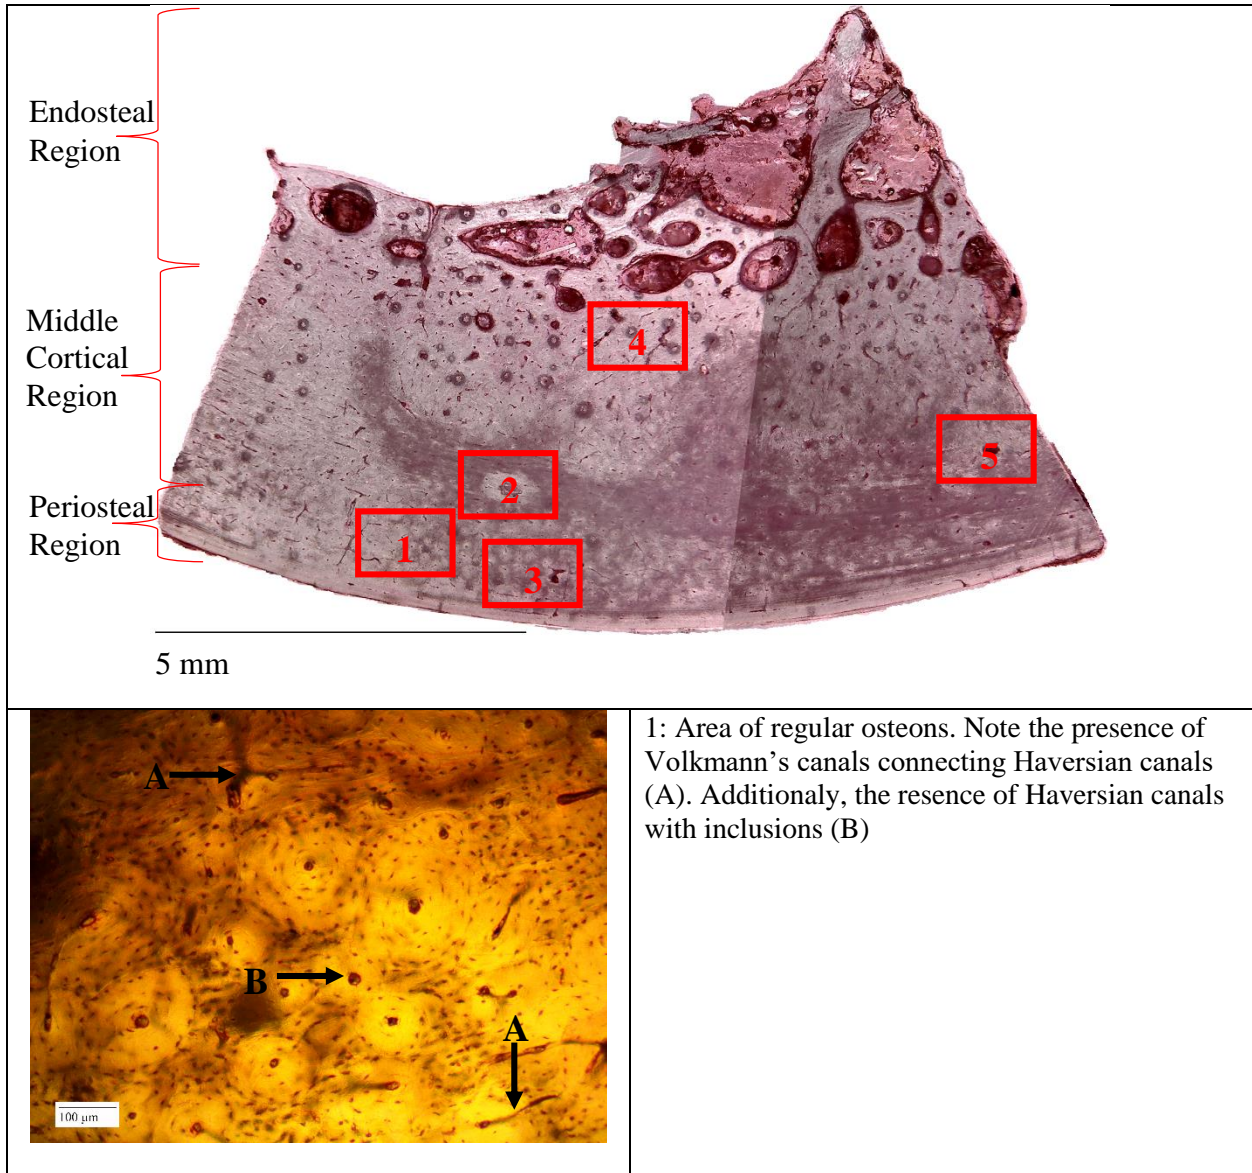 Endosteal
Region
Middle
Cortical
Region
Periosteal
Region
4
5
2
1
3
5 mm
A
B
A
100 µm
1: Area of regular osteons. Note the presence of
Volkmann’s canals connecting Haversian canals
(A). Additionaly, the resence of Haversian canals
with inclusions (B)